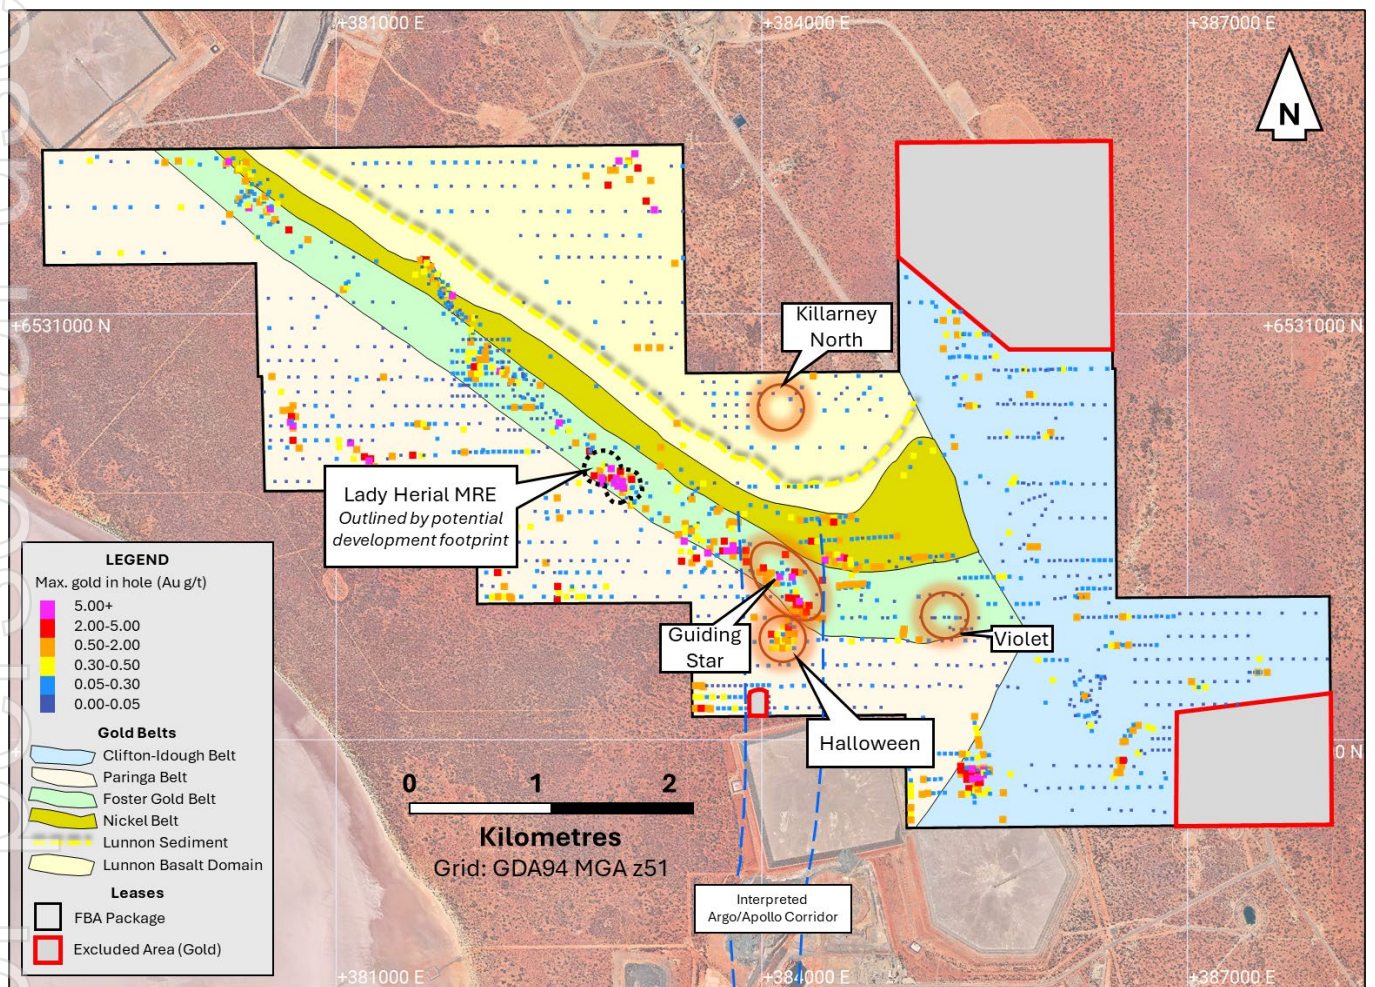 +381000 E
+384000 E
+387000 E
N
+6531000 N
+6531000 N
Killarney
North
Lady Herial MRE
Outlined by potential
development footprint
Guiding
Star
Violet
Halloween
0 N
LEGEND
Max. gold in hole (Au g/t)
5.00+
2.00-5.00
0.50-2.00
0.30-0.50
0.05-0.30
0.00-0.05
Gold Belts
Clifton-Idough Belt
Paringa Belt
Foster Gold Belt
Nickel Belt
Lunnon Sediment
Lunnon Basalt Domain
Leases
FBA Package
Excluded Area (Gold)
0 1 2
Kilometres
Grid: GDA94 MGA z51
Interpreted
Argo/Apollo Corridor
+381000 E
+384000 E
+387000 E